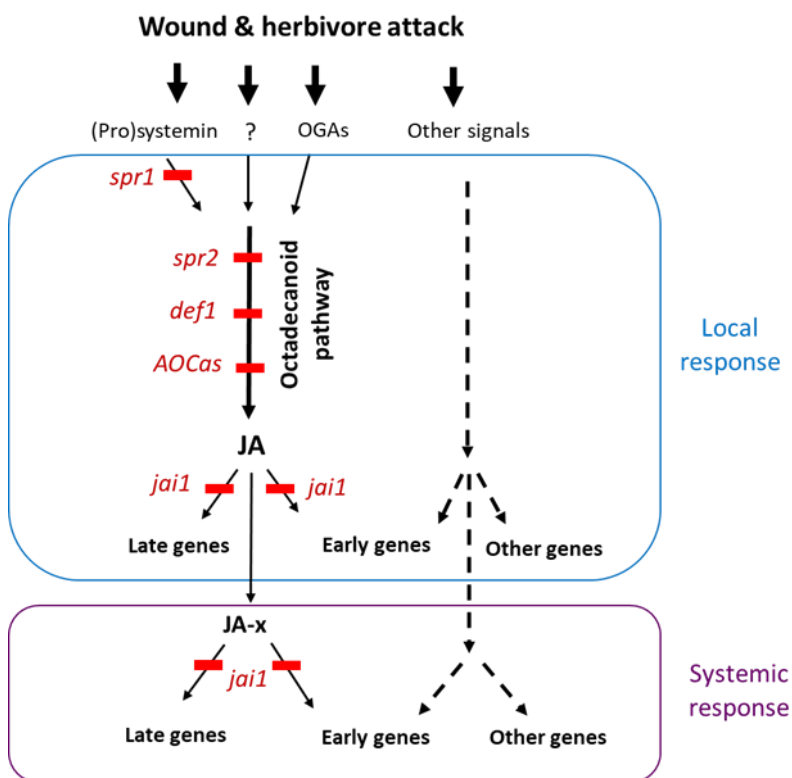 Wound & herbivore attack
(Pro)systemin ? OGAs Other signals
spr1
spr2
def1
AOCas
Octadecanoid
pathway
Local
response
JA
jai1 jai1
Late genes Early genes Other genes
JA-x
jai1
Systemic
response
Late genes Early genes Other genes